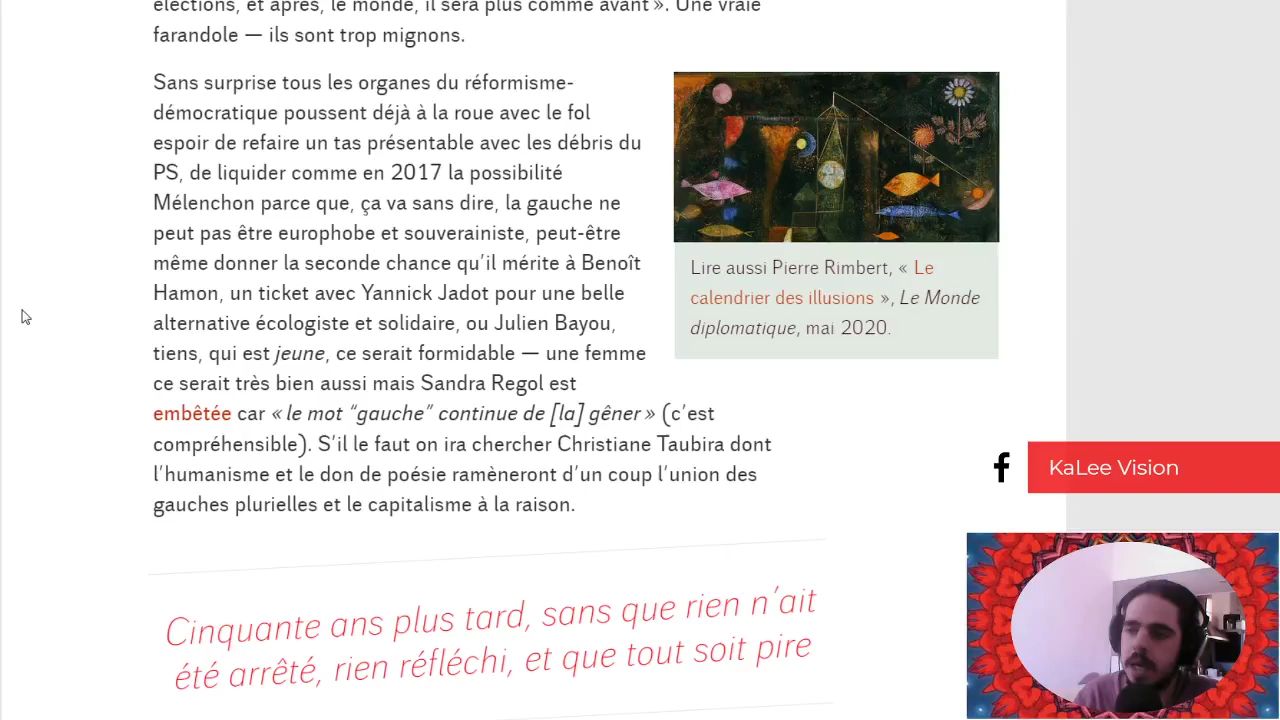 élections, et après, le monde, il sera plus comme avant ». Une vraie
farandole — ils sont trop mignons.
Sans surprise tous les organes du réformisme-
démocratique poussent déjà à la roue avec le fol
espoir de refaire un tas présentable avec les débris du
PS, de liquider comme en 2017 la possibilité
Mélenchon parce que, ça va sans dire, la gauche ne
peut pas être europhobe et souverainiste, peut-être
même donner la seconde chance qu'il mérite à Benoît
Hamon, un ticket avec Yannick Jadot pour une belle
alternative écologiste et solidaire, ou Julien Bayou,
tiens, qui est jeune, ce serait formidable — une femme
ce serait très bien aussi mais Sandra Regol est
embêtée car « le mot “gauche” continue de [la] gêner » (c'est
compréhensible). S'il le faut on ira chercher Christiane Taubira dont
l'humanisme et le don de poésie ramèneront d'un coup l'union des
gauches plurielles et le capitalisme à la raison.
Lire aussi Pierre Rimbert, « Le
calendrier des illusions », Le Monde
diplomatique, mai 2020.
Cinquante ans plus tard, sans que rien n'ait
été arrêté, rien réfléchi, et que tout soit pire
KaLee Vision